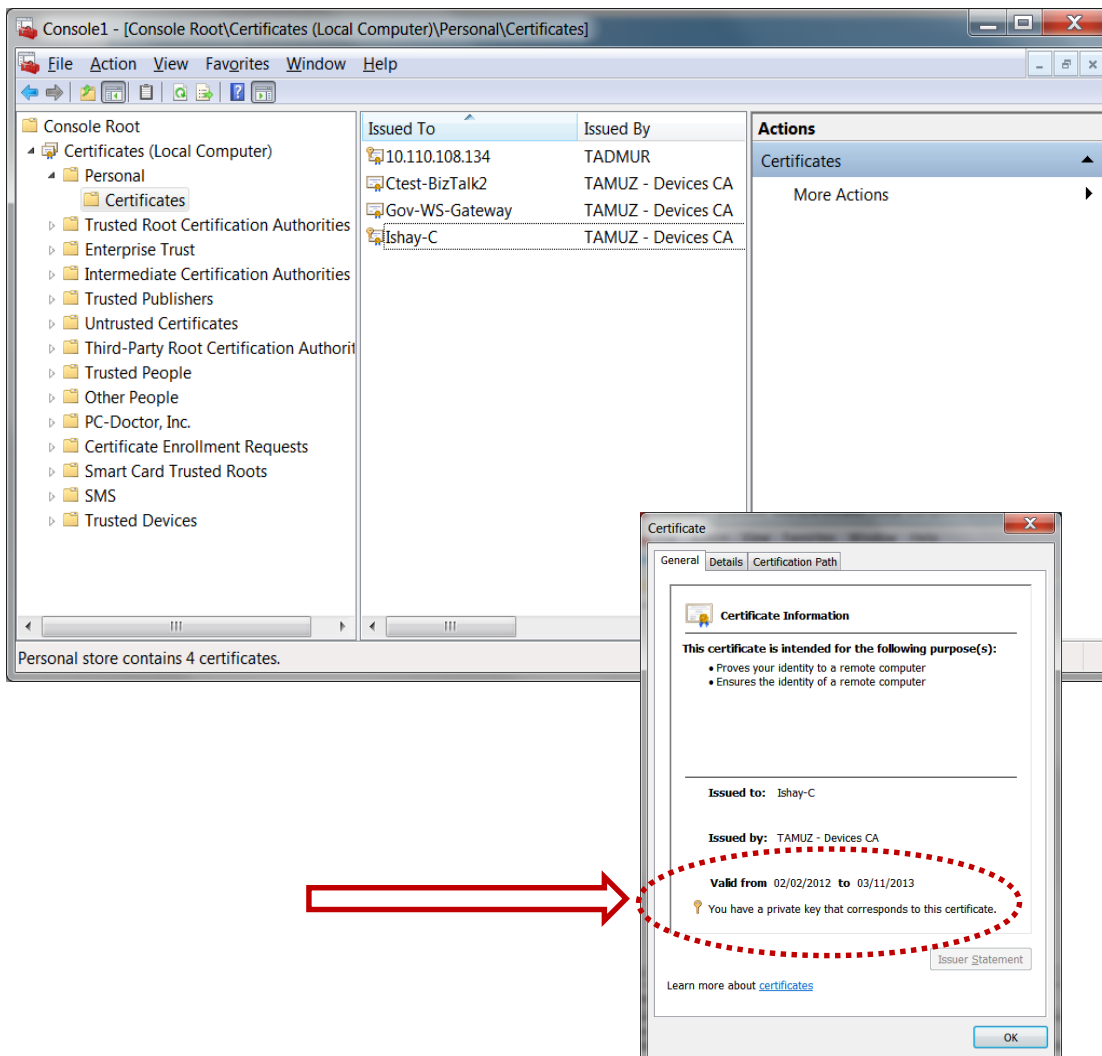 Console1 - [Console Root\Certificates (Local Computer)\Personal\Certificates]
File Action View Favorites Window Help
Console Root
Certificates (Local Computer)
Personal
Certificates
Trusted Root Certification Authorities
Enterprise Trust
Intermediate Certification Authorities
Trusted Publishers
Untrusted Certificates
Third-Party Root Certification Authorit
Trusted People
Other People
PC-Doctor, Inc.
Certificate Enrollment Requests
Smart Card Trusted Roots
SMS
Trusted Devices
Issued To Issued By
10.110.108.134 TADMUR
Ctest-BizTalk2 TAMUZ - Devices CA
Gov-WS-Gateway TAMUZ - Devices CA
Ishay-C TAMUZ - Devices CA
Actions
Certificates
More Actions
Personal store contains 4 certificates.
Certificate
General Details Certification Path
Certificate Information
This certificate is intended for the following purpose(s):
• Proves your identity to a remote computer
• Ensures the identity of a remote computer
Issued to: Ishay-C
Issued by: TAMUZ - Devices CA
Valid from 02/02/2012 to 03/11/2013
You have a private key that corresponds to this certificate.
Issuer Statement
Learn more about certificates
OK